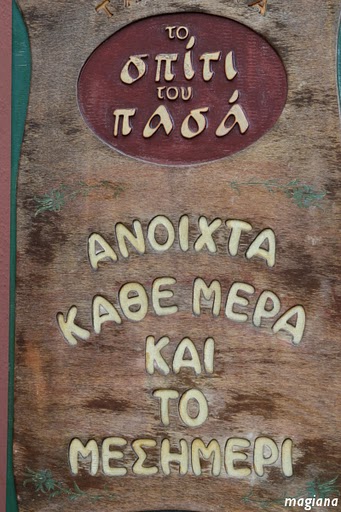 το
σπίτι
του
πασά
ΑΝΟΙΧΤΑ
ΚΑΘΕ ΜΕΡΑ
ΚΑΙ
ΤΟ
ΜΕΣΗΜΕΡΙ
magiana